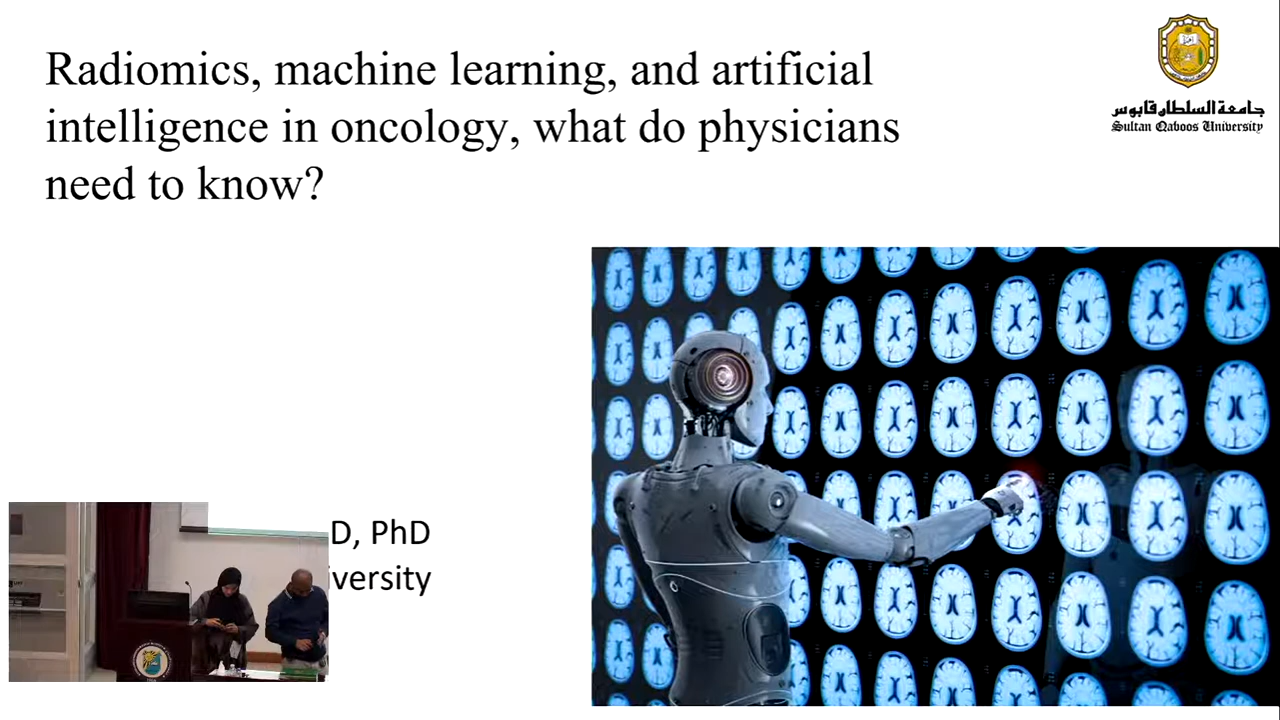 Radiomics, machine learning, and artificial
intelligence in oncology, what do physicians
need to know?
جامعة السلطان قابوس
Sultan Qaboos University
D, PhD
versity